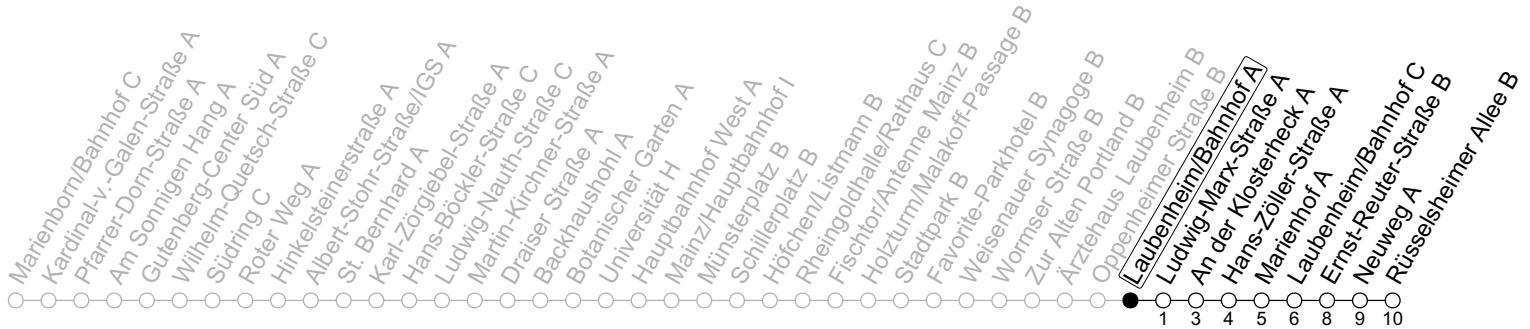 Marienborn/Bahnhof C
Kardinal-v.-Galen-Straße A
Pfarrer-Dorn-Straße A
Am Sonnigen Hang A
Gutenberg-Center Süd A
Wilhelm-Quetsch-Straße C
Südring C
Roter Weg A
Hinkelsteinerstraße A
Albert-Stohr-Straße/IGS A
St. Bernhard A
Karl-Zörgiebel-Straße A
Hans-Böckler-Straße C
Ludwig-Nauth-Straße C
Martin-Kirchner-Straße A
Draiser Straße A
Backhaushohl A
Botanischer Garten A
Universität H
Hauptbahnhof West A
Mainz/Hauptbahnhof I
Münsterplatz B
Schillerplatz B
Höfchen/Listmann B
Rheingoldhalle/Rathaus C
Fischtor/Antenne Mainz B
Holzturm/Malakoff-Passage B
Stadtpark B
Favorite-Parkhotel B
Weisenauer Synagoge B
Wormser Straße B
Zur Alten Portland B
Ärztehaus Laubenheim B
Oppenheimer Straße B
Laubenheim/Bahnhof A
Ludwig-Marx-Straße A
An der Klosterheck A
Hans-Zöller-Straße A
Marienhof A
Laubenheim/Bahnhof C
Ernst-Reuter-Straße B
Neuweg A
Rüsselsheimer Allee B
1 3 4 5 6 8 9 10